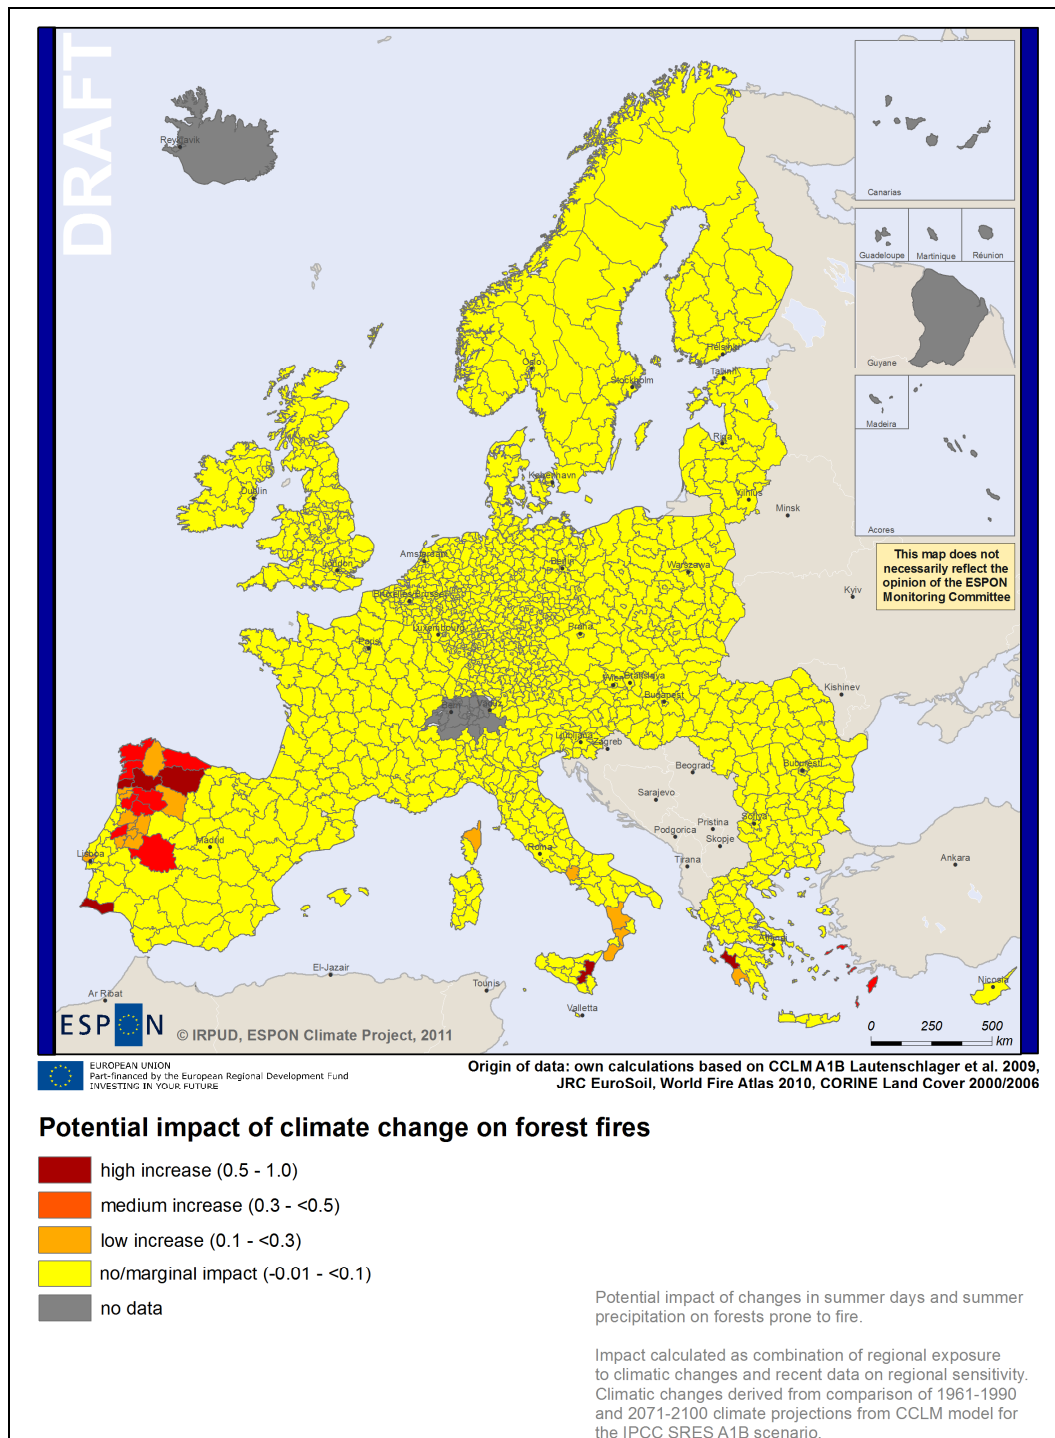 DRAFT
Reykjavik
Canarias
Guadeloupe
Martinique
Réunion
Guyane
Madeira
Acores
This map does not
necessarily reflect the
opinion of the ESPON
Monitoring Committee
Helsinki
Oslo
Tallinn
Stockholm
Riga
København
Dublin
Vilnius
Minsk
Amsterdam
Berlin
London
Warszawa
Kyiv
Bruxelles/Brussel
Luxembourg
Praha
Paris
Wien
Bratislava
Budapest
Kishinev
Bern
Vaduz
Ljubljana
Zagreb
Beograd
Bucuresti
Sarajevo
Pristina
Sofiya
Podgorica
Skopje
Madrid
Roma
Lisboa
Tirana
Ankara
Athinai
El-Jazair
Tounis
Nicosia
Ar Ribat
Valletta
ESPON
© IRPUD, ESPON Climate Project, 2011
0 250 500
km
EUROPEAN UNION
Part-financed by the European Regional Development Fund
INVESTING IN YOUR FUTURE
Origin of data: own calculations based on CCLM A1B Lautenschlager et al. 2009,
JRC EuroSoil, World Fire Atlas 2010, CORINE Land Cover 2000/2006
Potential impact of climate change on forest fires
high increase (0.5 - 1.0)
medium increase (0.3 - <0.5)
low increase (0.1 - <0.3)
no/marginal impact (-0.01 - <0.1)
no data
Potential impact of changes in summer days and summer
precipitation on forests prone to fire.
Impact calculated as combination of regional exposure
to climatic changes and recent data on regional sensitivity.
Climatic changes derived from comparison of 1961-1990
and 2071-2100 climate projections from CCLM model for
the IPCC SRES A1B scenario.